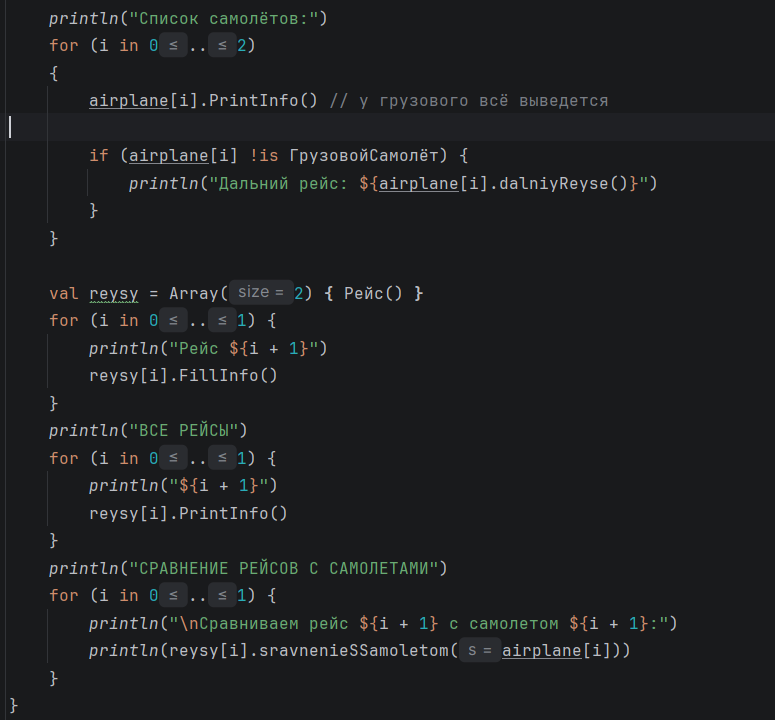 println("Список самолётов:")
for (i in 0 ≤ .. ≤ 2)
{
airplane[i].PrintInfo() // у грузового всё выведется
if (airplane[i] !is ГрузовойСамолёт) {
println("Дальний рейс: ${airplane[i].dalniyReyse()}")
}
}
val reysy = Array( size = 2) { Рейс() }
for (i in 0 ≤ .. ≤ 1) {
println("Рейс ${i + 1}")
reysy[i].FillInfo()
}
println("ВСЕ РЕЙСЫ")
for (i in 0 ≤ .. ≤ 1) {
println("${i + 1}")
reysy[i].PrintInfo()
}
println("СРАВНЕНИЕ РЕЙСОВ С САМОЛЕТАМИ")
for (i in 0 ≤ .. ≤ 1) {
println("\nСравниваем рейс ${i + 1} с самолетом ${i + 1}:")
println(reysy[i].sravnenieSSamoletom( s = airplane[i]))
}
}